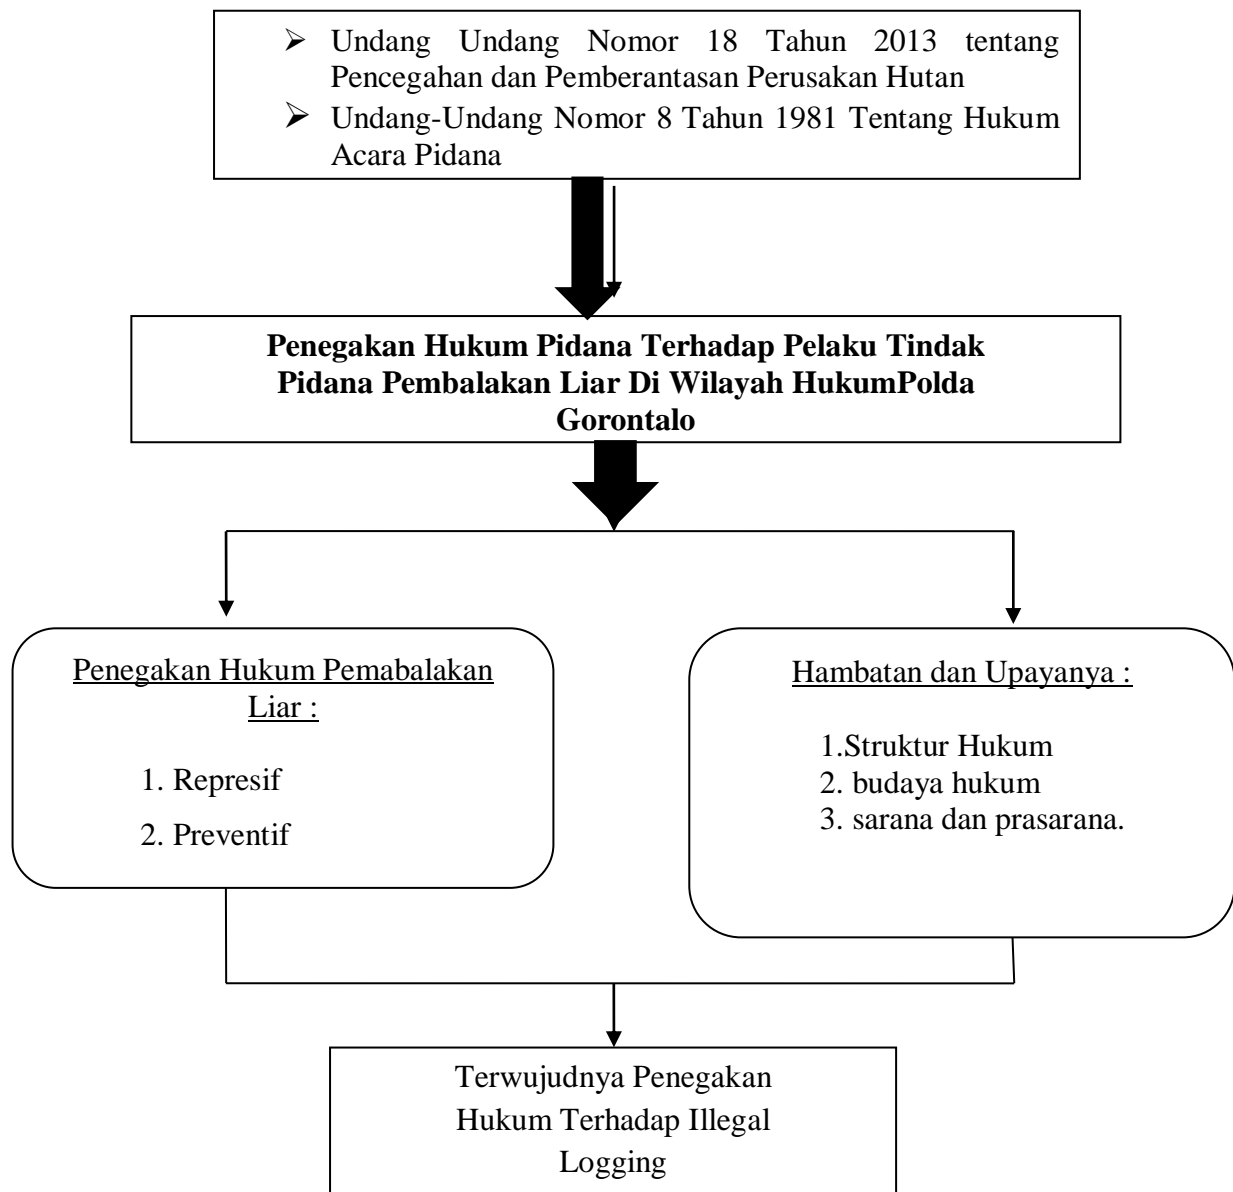 ➢ Undang Undang Nomor 18 Tahun 2013 tentang
Pencegahan dan Pemberantasan Perusakan Hutan
➢ Undang-Undang Nomor 8 Tahun 1981 Tentang Hukum
Acara Pidana
Penegakan Hukum Pidana Terhadap Pelaku Tindak
Pidana Pembalakan Liar Di Wilayah HukumPolda
Gorontalo
Penegakan Hukum Pemabalakan
Liar :
1. Represif
2. Preventif
Hambatan dan Upayanya :
1.Struktur Hukum
2. budaya hukum
3. sarana dan prasarana.
Terwujudnya Penegakan
Hukum Terhadap Illegal
Logging